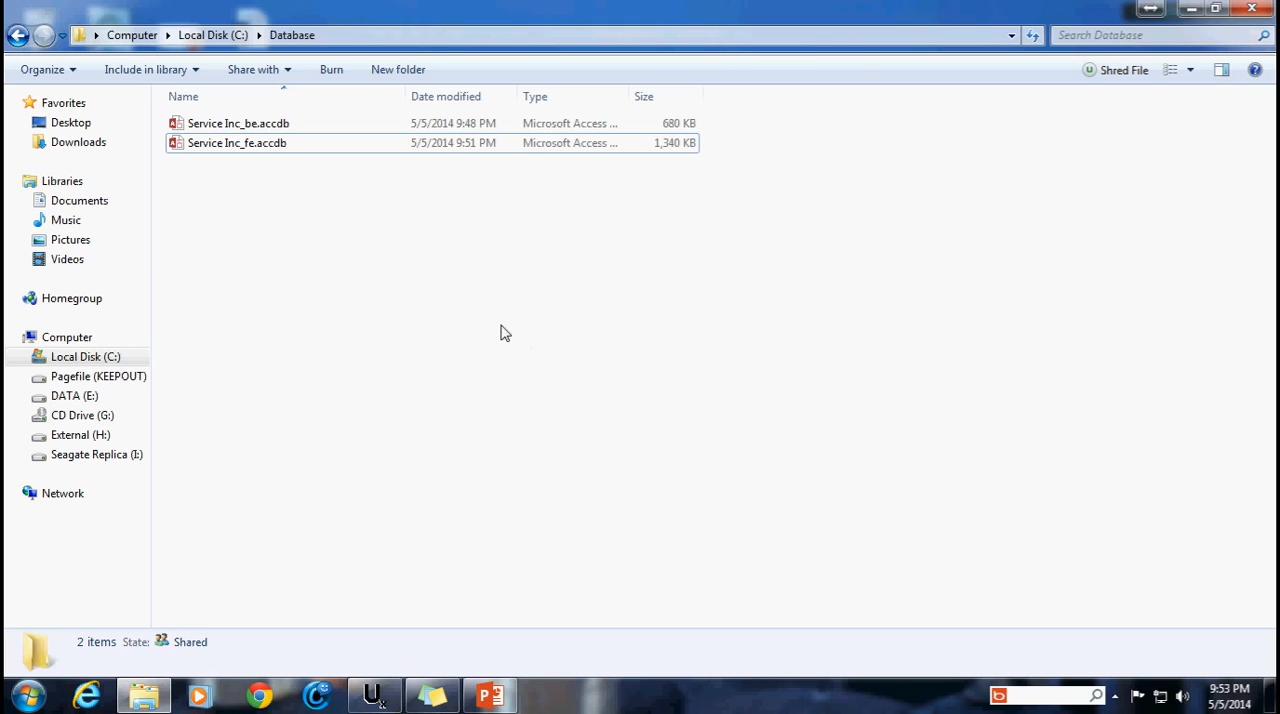 Computer Local Disk (C:) Database
Search Database
Organize Include in library Share with Burn New folder
Shred File
Name Date modified Type Size
Favorites
Desktop
Downloads
Libraries
Documents
Music
Pictures
Videos
Homegroup
Computer
Local Disk (C:)
Pagefile (KEEPOUT)
DATA (E:)
CD Drive (G:)
External (H:)
Seagate Replica (I:)
Network
Service Inc_be.accdb 5/5/2014 9:48 PM Microsoft Access ... 680 KB
Service Inc_fe.accdb 5/5/2014 9:51 PM Microsoft Access ... 1,340 KB
2 items State: Shared
9:53 PM
5/5/2014